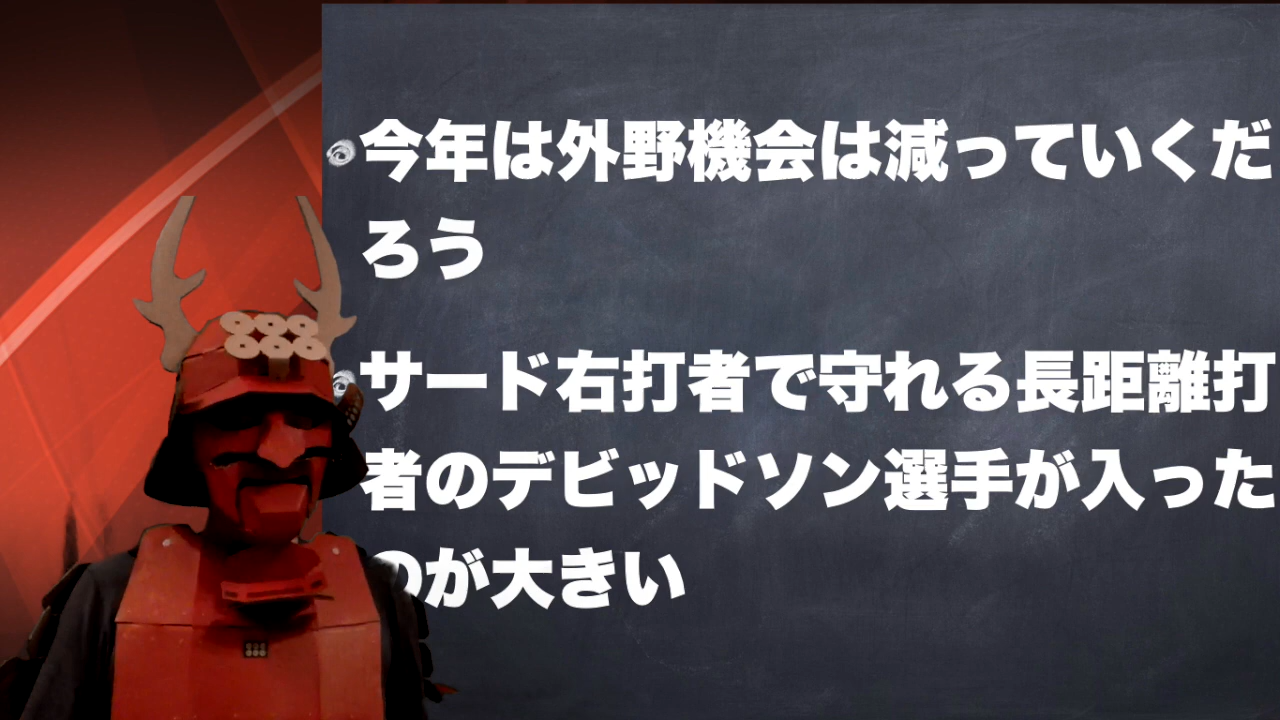 今年は外野機会は減っていくだ
ろう
サード右打者で守れる長距離打
者のデビッドソン選手が入った
のが大きい